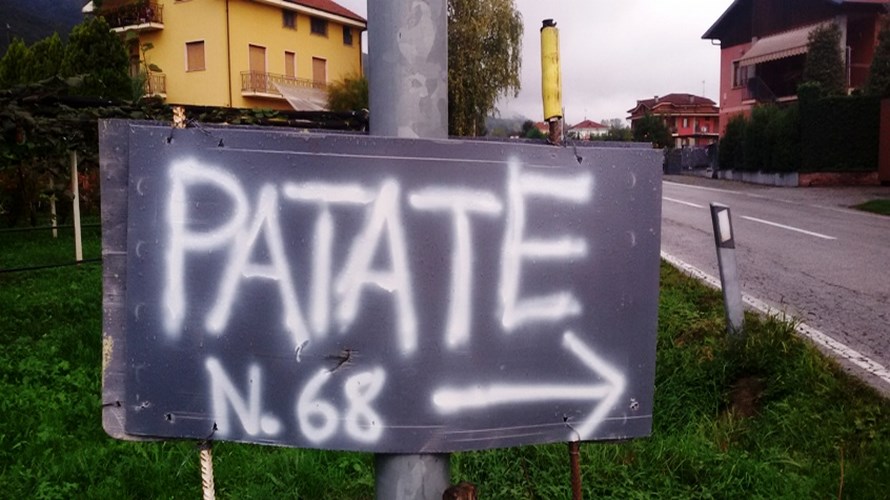 PATATE
N. 68 →